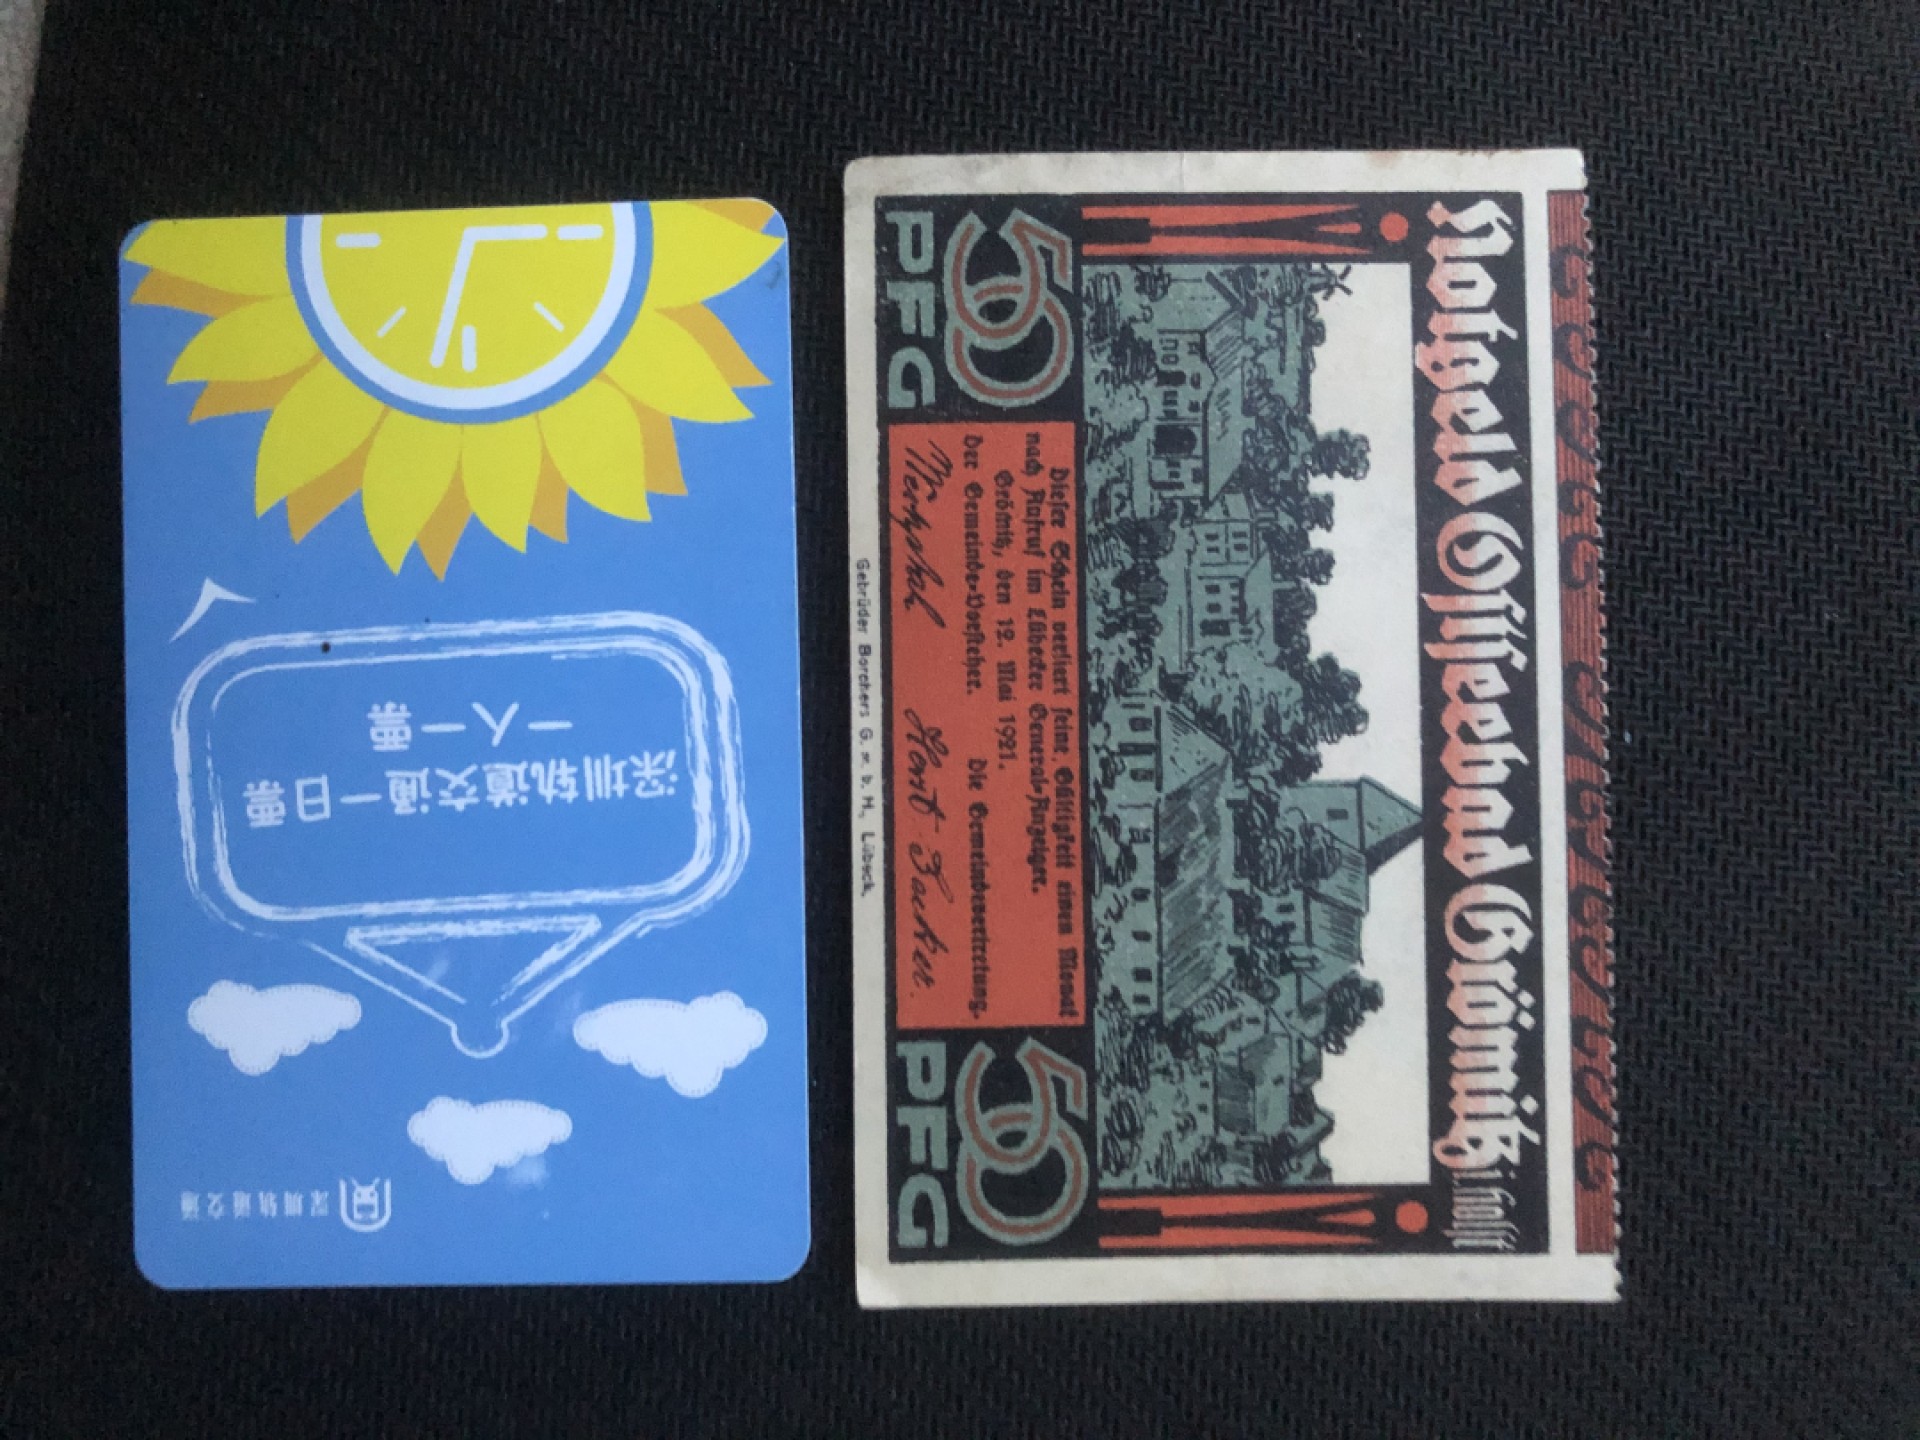 深圳轨道交通一日票
一人一票
深圳轨道交通
Notgeld Ostseebad Grömitz i. Holst
50
PFG
50
PFG
Dieser Schein verliert seine Gültigkeit einen Monat
nach Aufruf im Lübecker General-Anzeiger.
Grömitz, den 12. Mai 1921.
Der Gemeinde-Vorsteher. Die Gemeindevertretung.
Gebrüder Borchers G. m. b. H., Lübeck.